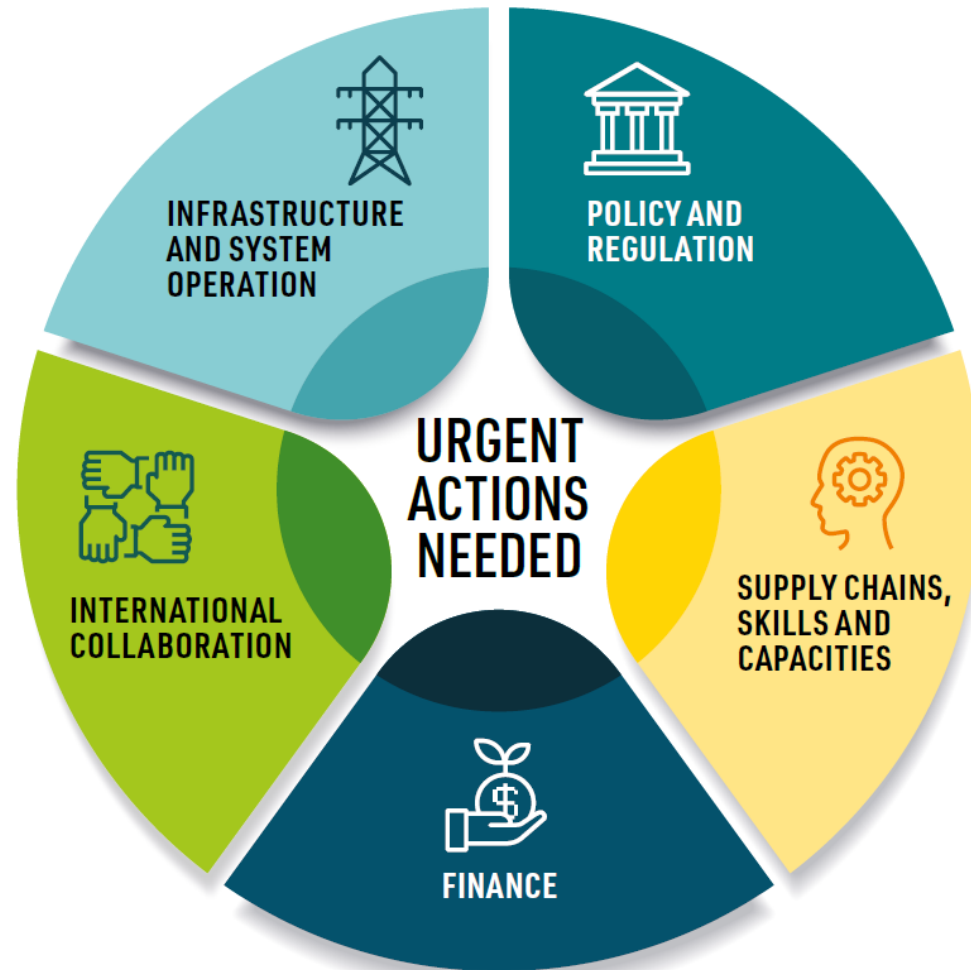 INFRASTRUCTURE
AND SYSTEM
OPERATION
POLICY AND
REGULATION
URGENT
ACTIONS
NEEDED
INTERNATIONAL
COLLABORATION
SUPPLY CHAINS,
SKILLS AND
CAPACITIES
$
FINANCE